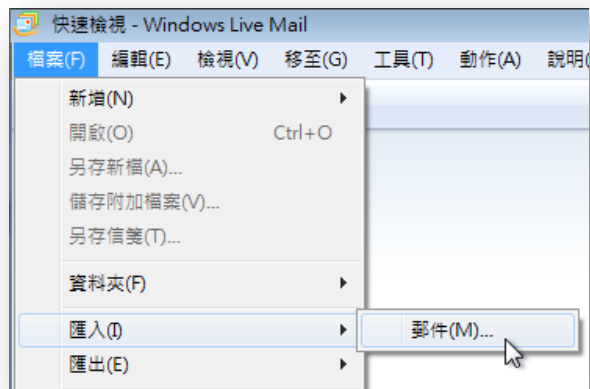 快速檢視 - Windows Live Mail
檔案(F) 編輯(E) 檢視(V) 移至(G) 工具(T) 動作(A) 說明(
新增(N)
開啟(O) Ctrl+O
另存新檔(A)...
儲存附加檔案(V)...
另存信箋(T)...
資料夾(F)
匯入(I) 郵件(M)...
匯出(E)